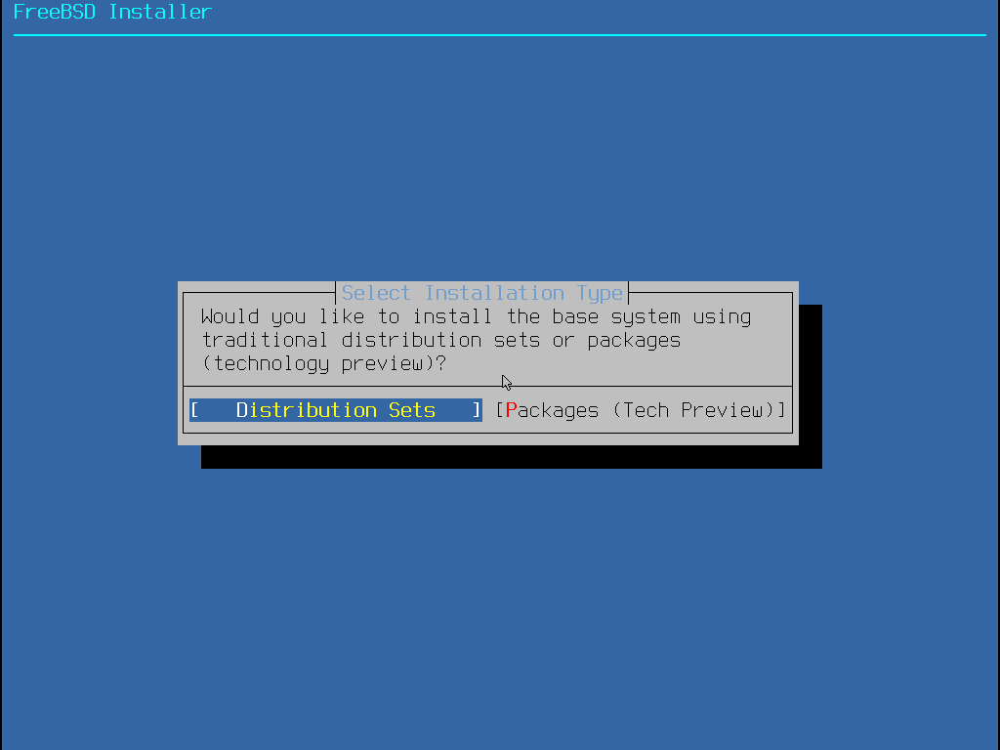 FreeBSD Installer
Select Installation Type
Would you like to install the base system using
traditional distribution sets or packages
(technology preview)?
[   Distribution Sets   ] [Packages (Tech Preview)]